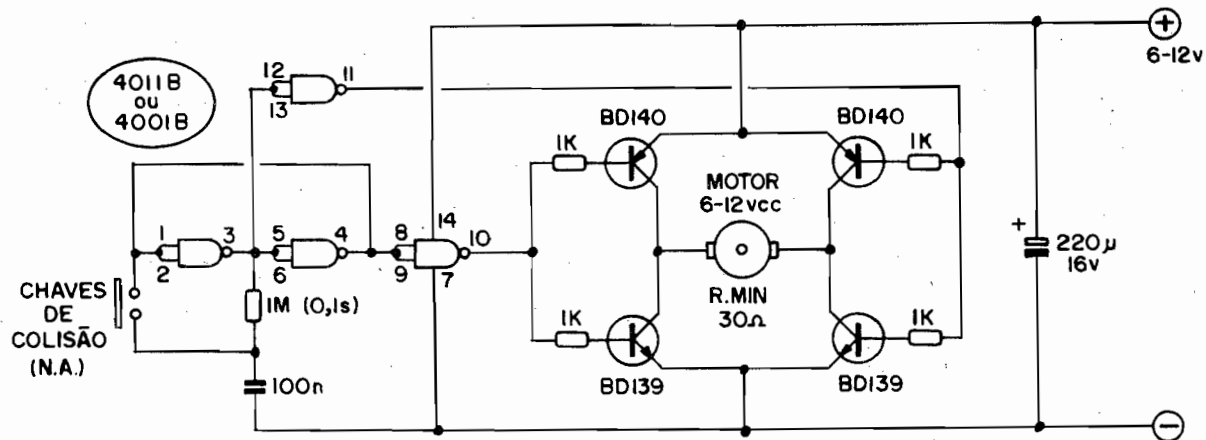 4011B
ou
4001B
12
13
11
1
2
3
5
6
4
8
9
14
7
10
CHAVES
DE
COLISÃO
(N.A.)
1M (0,1s)
100n
BD140
1K
1K
BD139
MOTOR
6-12vcc
R.MIN
30Ω
BD140
1K
1K
BD139
+
6-12v
+
220μ
16v
−